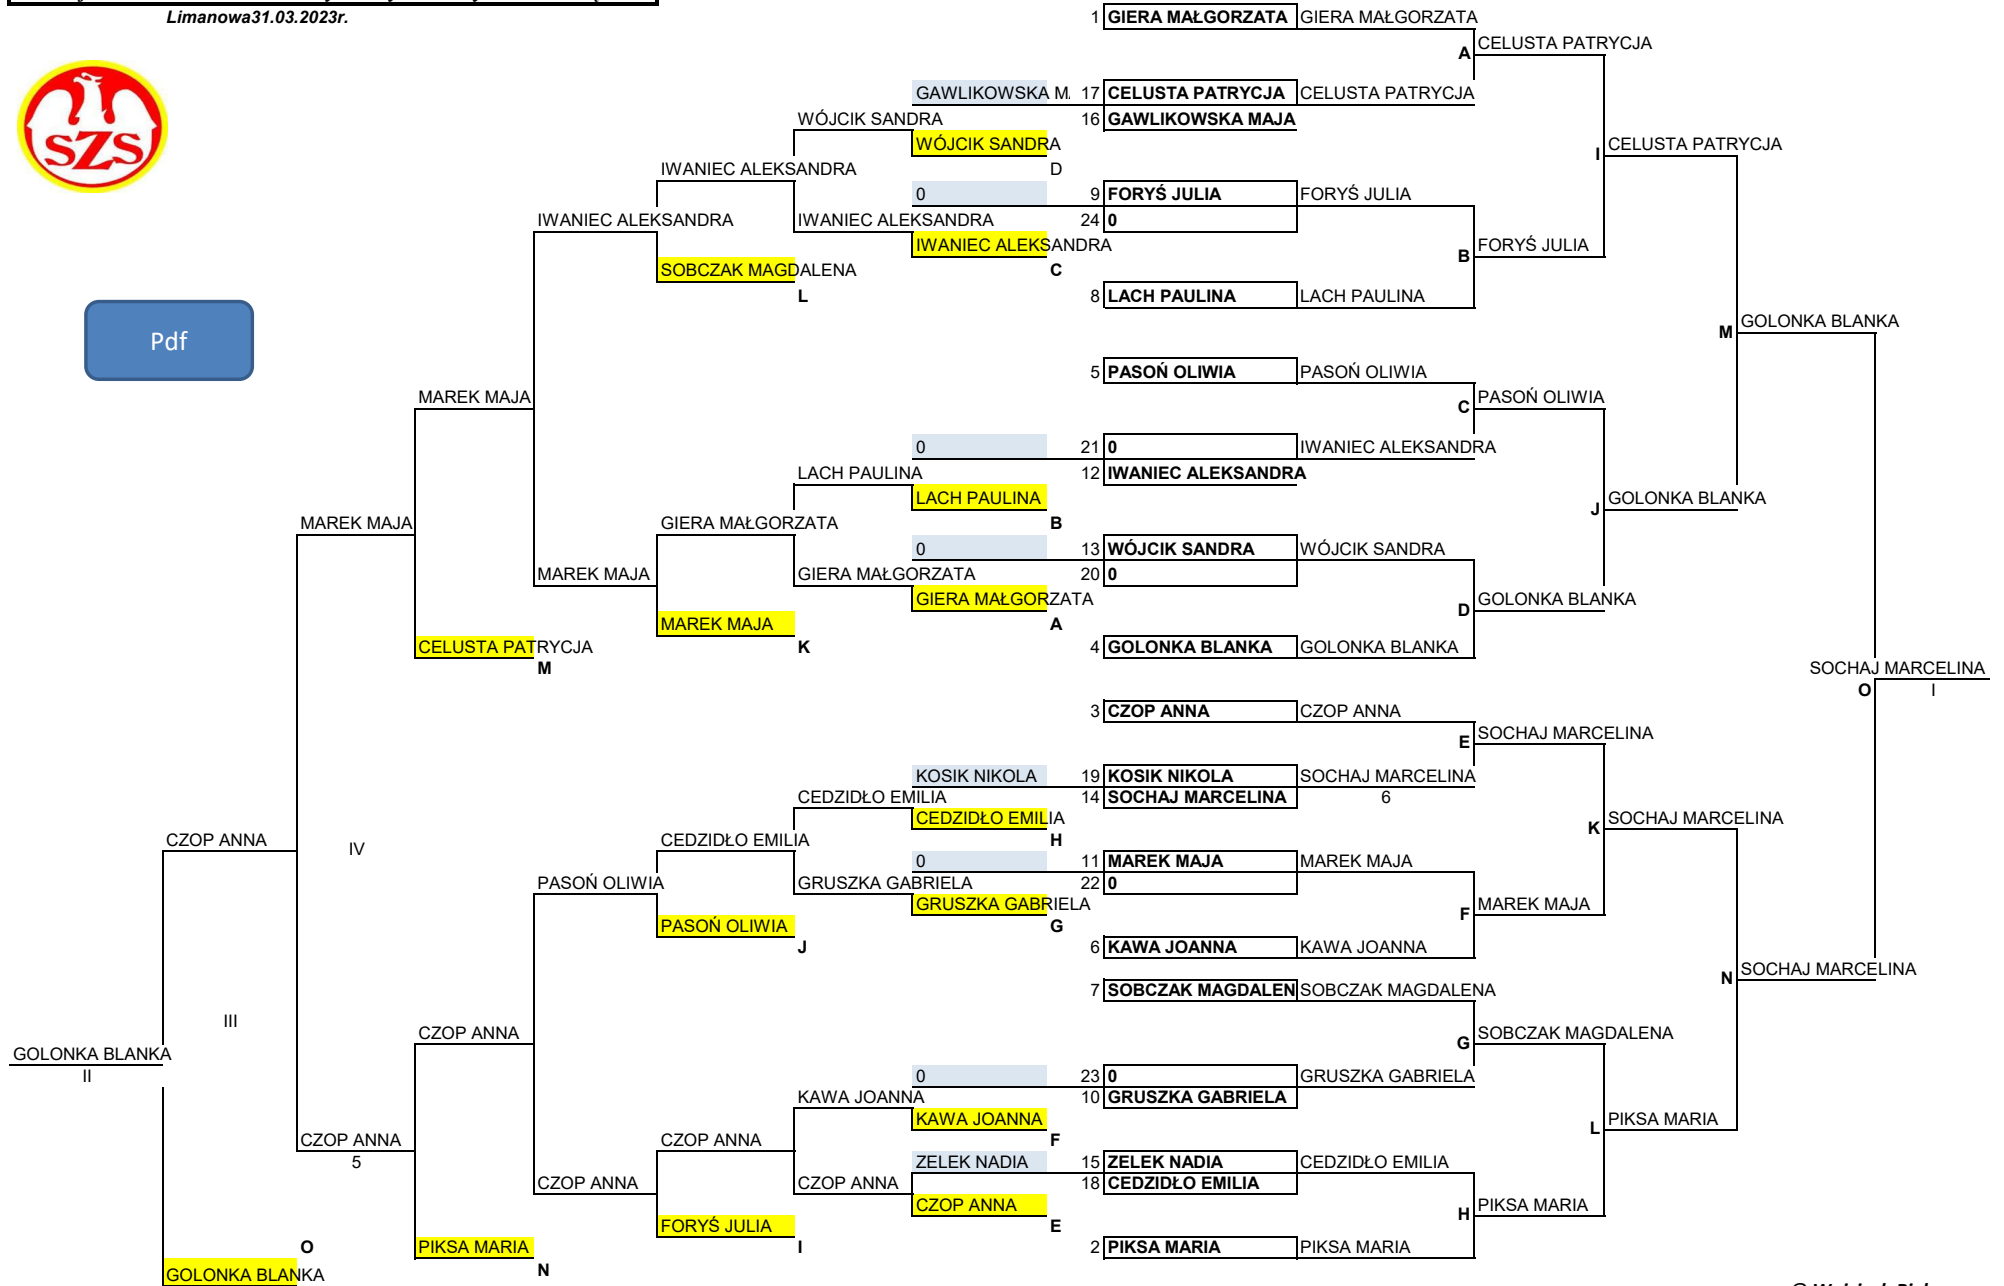 Limanowa31.03.2023r.
1 GIERA MAŁGORZATA GIERA MAŁGORZATA
A CELUSTA PATRYCJA
SZS
GAWLIKOWSKA M. 17 CELUSTA PATRYCJA CELUSTA PATRYCJA
WÓJCIK SANDRA 16 GAWLIKOWSKA MAJA
WÓJCIK SANDRA
I CELUSTA PATRYCJA
IWANIEC ALEKSANDRA D
0 9 FORYŚ JULIA FORYŚ JULIA
IWANIEC ALEKSANDRA IWANIEC ALEKSANDRA 24 0
IWANIEC ALEKSANDRA B FORYŚ JULIA
SOBCZAK MAGDALENA C
L 8 LACH PAULINA LACH PAULINA
M GOLONKA BLANKA
Pdf
5 PASOŃ OLIWIA PASOŃ OLIWIA
MAREK MAJA C PASOŃ OLIWIA
0 21 0 IWANIEC ALEKSANDRA
LACH PAULINA 12 IWANIEC ALEKSANDRA
LACH PAULINA J GOLONKA BLANKA
MAREK MAJA GIERA MAŁGORZATA B
0 13 WÓJCIK SANDRA WÓJCIK SANDRA
MAREK MAJA GIERA MAŁGORZATA 20 0
GIERA MAŁGORZATA D GOLONKA BLANKA
MAREK MAJA A
CELUSTA PATRYCJA K 4 GOLONKA BLANKA GOLONKA BLANKA
M
SOCHAJ MARCELINA
O I
3 CZOP ANNA CZOP ANNA
E SOCHAJ MARCELINA
KOSIK NIKOLA 19 KOSIK NIKOLA SOCHAJ MARCELINA
CEDZIDŁO EMILIA 14 SOCHAJ MARCELINA 6
CEDZIDŁO EMILIA K SOCHAJ MARCELINA
CZOP ANNA IV CEDZIDŁO EMILIA H
0 11 MAREK MAJA MAREK MAJA
PASOŃ OLIWIA GRUSZKA GABRIELA 22 0
GRUSZKA GABRIELA F MAREK MAJA
PASOŃ OLIWIA G
J 6 KAWA JOANNA KAWA JOANNA
N SOCHAJ MARCELINA
7 SOBCZAK MAGDALEN SOBCZAK MAGDALENA
III
CZOP ANNA G SOBCZAK MAGDALENA
GOLONKA BLANKA
II 0 23 0 GRUSZKA GABRIELA
KAWA JOANNA 10 GRUSZKA GABRIELA
KAWA JOANNA L PIKSA MARIA
CZOP ANNA CZOP ANNA F
5 ZELEK NADIA 15 ZELEK NADIA CEDZIDŁO EMILIA
CZOP ANNA CZOP ANNA 18 CEDZIDŁO EMILIA
CZOP ANNA H PIKSA MARIA
FORYŚ JULIA E
O PIKSA MARIA I 2 PIKSA MARIA PIKSA MARIA
GOLONKA BLANKA N